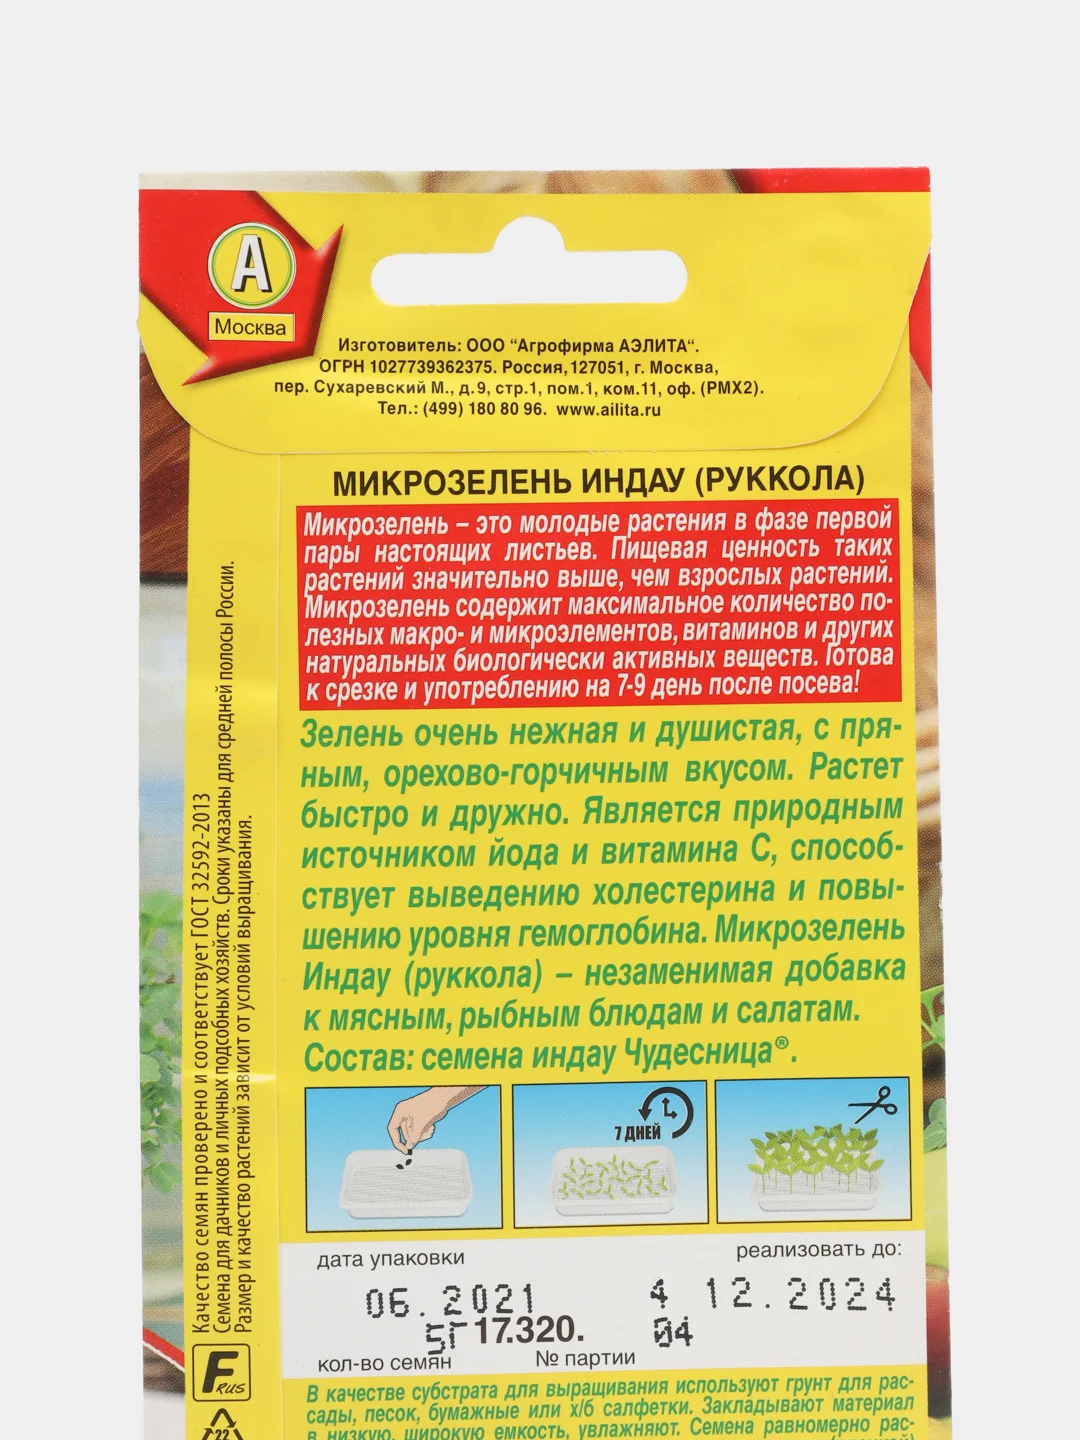 А
Москва
Изготовитель: ООО “Агрофирма АЭЛИТА“.
ОГРН 1027739362375. Россия, 127051, г. Москва,
пер. Сухаревский М., д.9, стр.1, пом.1, ком.11, оф. (РМХ2).
Тел.: (499) 180 80 96. www.ailita.ru
МИКРОЗЕЛЕНЬ ИНДАУ (РУККОЛА)
Микрозелень – это молодые растения в фазе первой
пары настоящих листьев. Пищевая ценность таких
растений значительно выше, чем взрослых растений.
Микрозелень содержит максимальное количество по-
лезных макро- и микроэлементов, витаминов и других
натуральных биологически активных веществ. Готова
к срезке и употреблению на 7-9 день после посева!
Зелень очень нежная и душистая, с пря-
ным, орехово-горчичным вкусом. Растет
быстро и дружно. Является природным
источником йода и витамина С, способ-
ствует выведению холестерина и повы-
шению уровня гемоглобина. Микрозелень
Индау (руккола) – незаменимая добавка
к мясным, рыбным блюдам и салатам.
Состав: семена индау Чудесница®.
7 ДНЕЙ
дата упаковки
реализовать до:
06.2021
4 12.2024
5г 17.320. 04
кол-во семян № партии
В качестве субстрата для выращивания используют грунт для рас-
сады, песок, бумажные или х/б салфетки. Закладывают материал
в низкую, широкую емкость, увлажняют. Семена равномерно рас-
Качество семян проверено и соответствует ГОСТ 32592-2013
Семена для дачников и личных подсобных хозяйств. Сроки указаны для средней полосы России.
Размер и качество растений зависит от условий выращивания.
F RUS
22